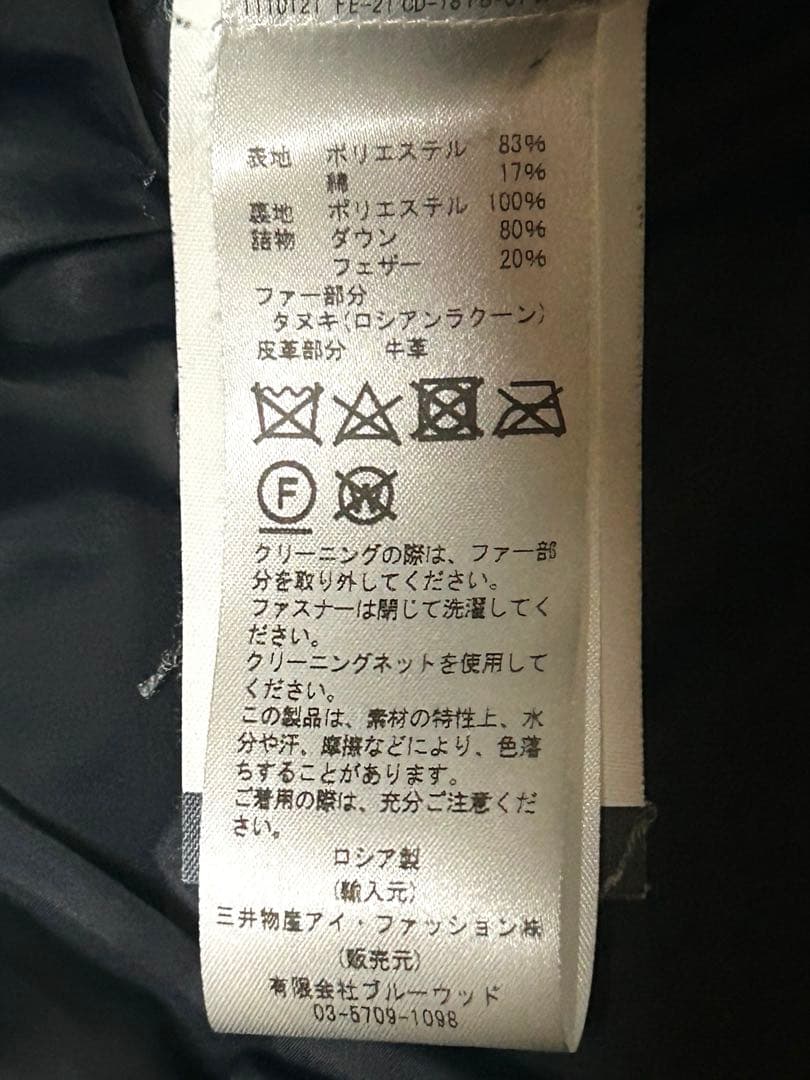 表地 ポリエステル 83%
綿 17%
裏地 ポリエステル 100%
詰物 ダウン 80%
フェザー 20%
ファー部分
タヌキ(ロシアンラクーン)
皮革部分 牛革
F W
クリーニングの際は、ファー部
分を取り外してください。
ファスナーは閉じて洗濯してく
ださい。
クリーニングネットを使用して
ください。
この製品は、素材の特性上、水
分や汗、摩擦などにより、色落
ちすることがあります。
ご着用の際は、充分ご注意くだ
さい。
ロシア製
(輸入元)
三井物産アイ・ファッション㈱
(販売元)
有限会社ブルーウッド
03-5709-1098